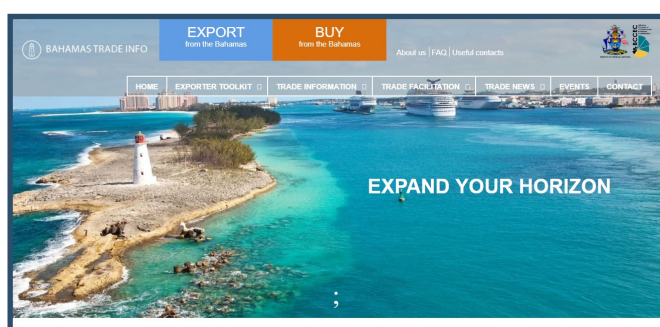 BAHAMAS TRADE INFO
EXPORT
from the Bahamas
BUY
from the Bahamas
About us | FAQ | Useful contacts
BCCEC
HOME
EXPORTER TOOLKIT
TRADE INFORMATION
TRADE FACILITATION
TRADE NEWS
EVENTS
CONTACT
EXPAND YOUR HORIZON
;